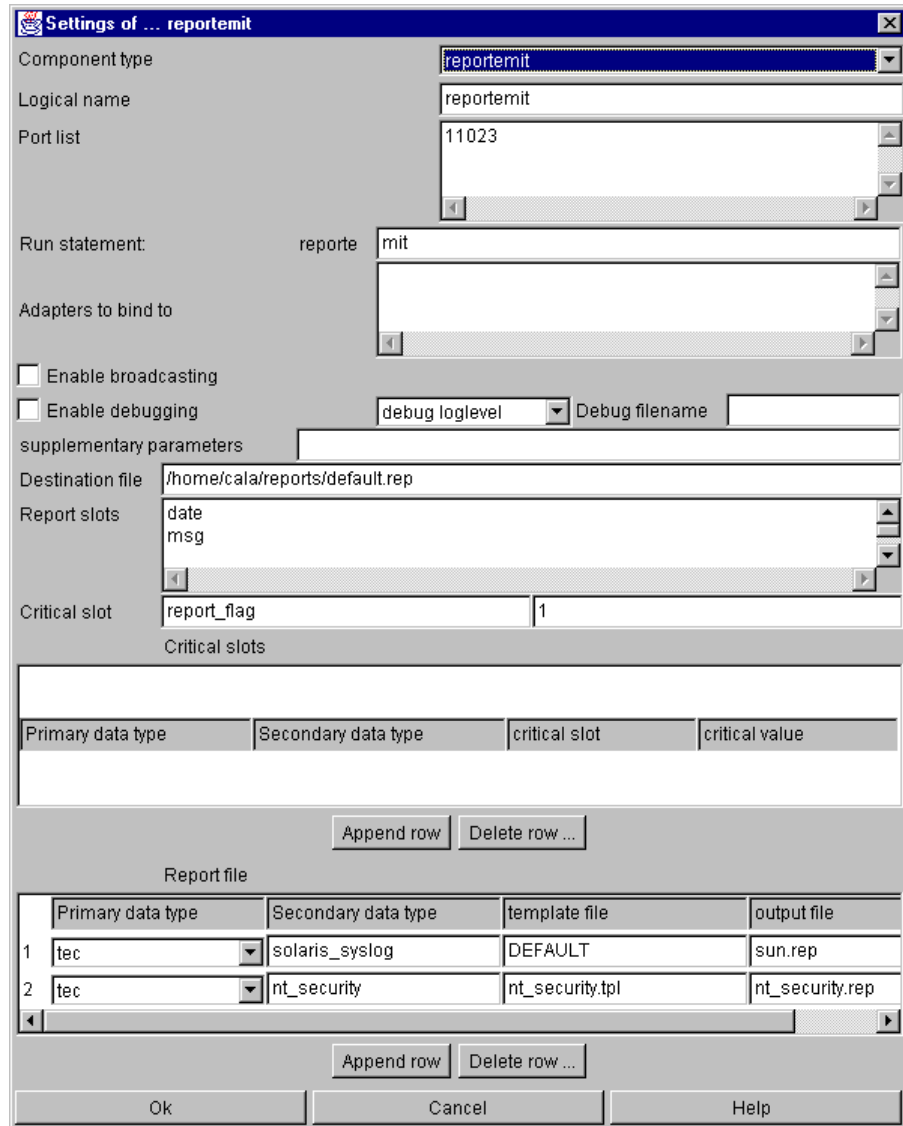 Settings of ... reportemit
Component type reportemit
Logical name reportemit
Port list 11023
Run statement: reporte mit
Adapters to bind to
Enable broadcasting
Enable debugging debug loglevel Debug filename
supplementary parameters
Destination file /home/cala/reports/default.rep
Report slots date
msg
Critical slot report_flag 1
Critical slots
Primary data type Secondary data type critical slot critical value
Append row Delete row ...
Report file
Primary data type Secondary data type template file output file
1 tec solaris_syslog DEFAULT sun.rep
2 tec nt_security nt_security.tpl nt_security.rep
Append row Delete row ...
Ok Cancel Help